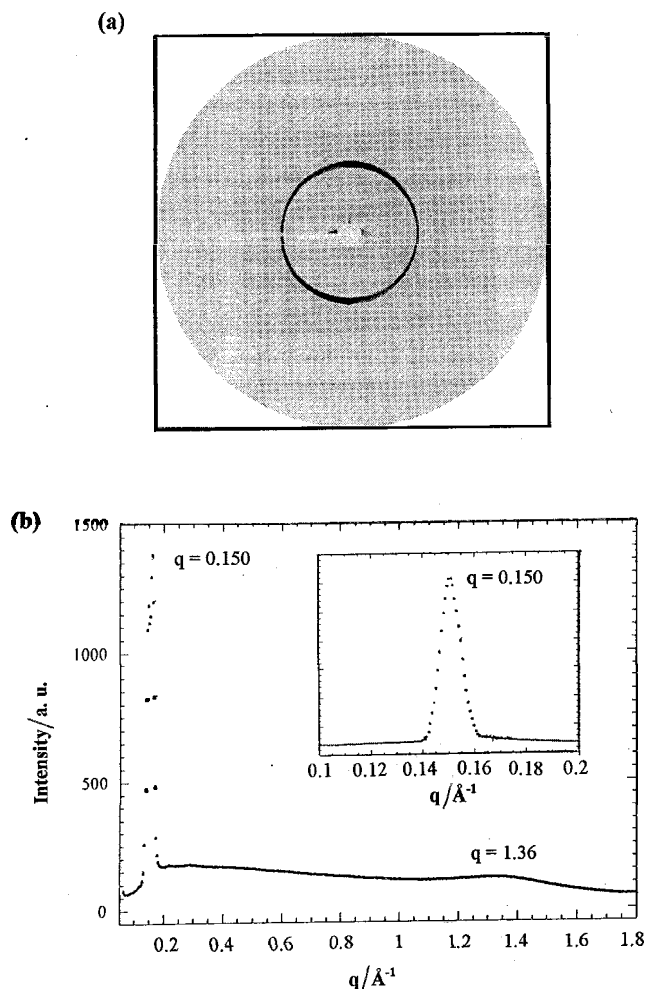 (a)
(b)
1500
1000
500
0
Intensity/a. u.
q = 0.150
q = 0.150
0.1 0.12 0.14 0.16 0.18 0.2
q/Å⁻¹
q = 1.36
0.2 0.4 0.6 0.8 1 1.2 1.4 1.6 1.8
q/Å⁻¹